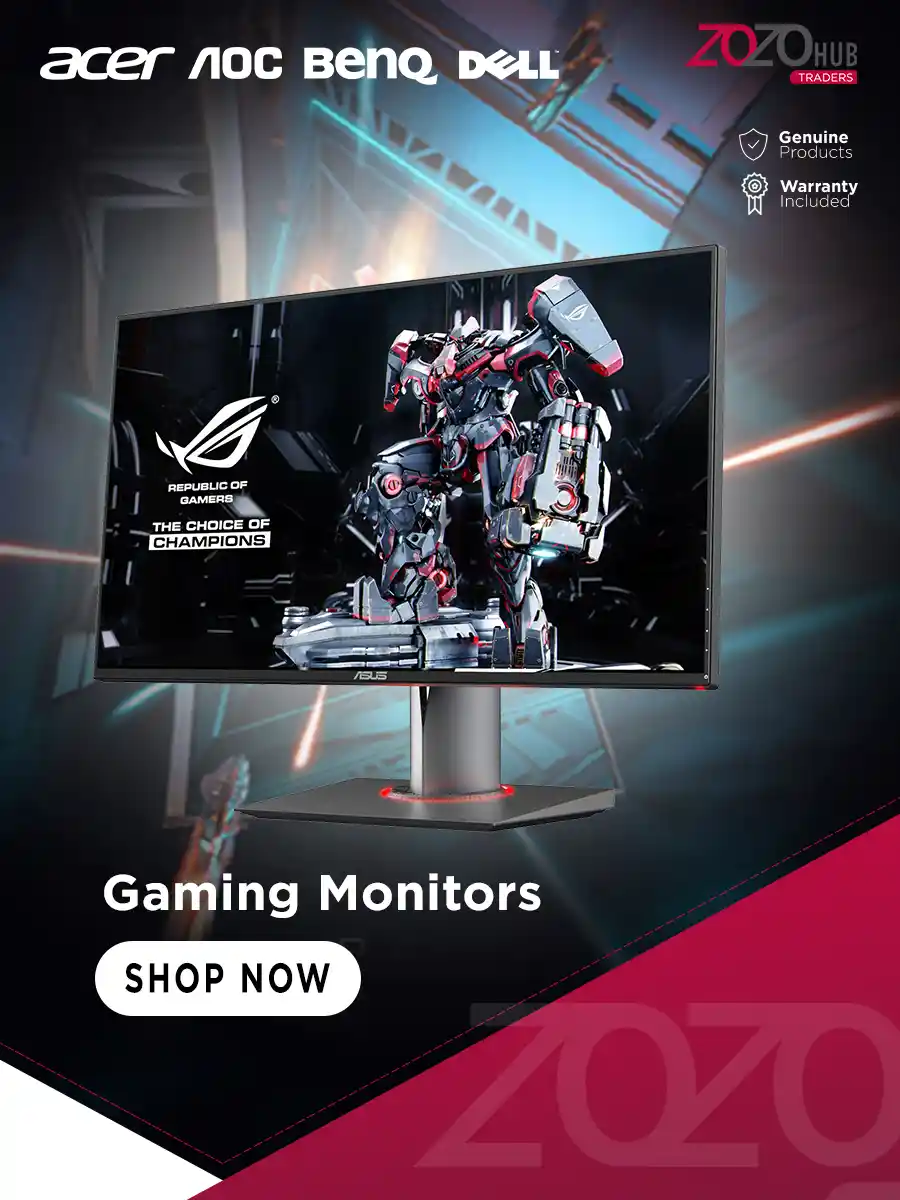 acer AOC BenQ DELL
ZOZO HUB
TRADERS
Genuine
Products
Warranty
Included
REPUBLIC OF
GAMERS
THE CHOICE OF
CHAMPIONS
ASUS
Gaming Monitors
SHOP NOW
ZOZO